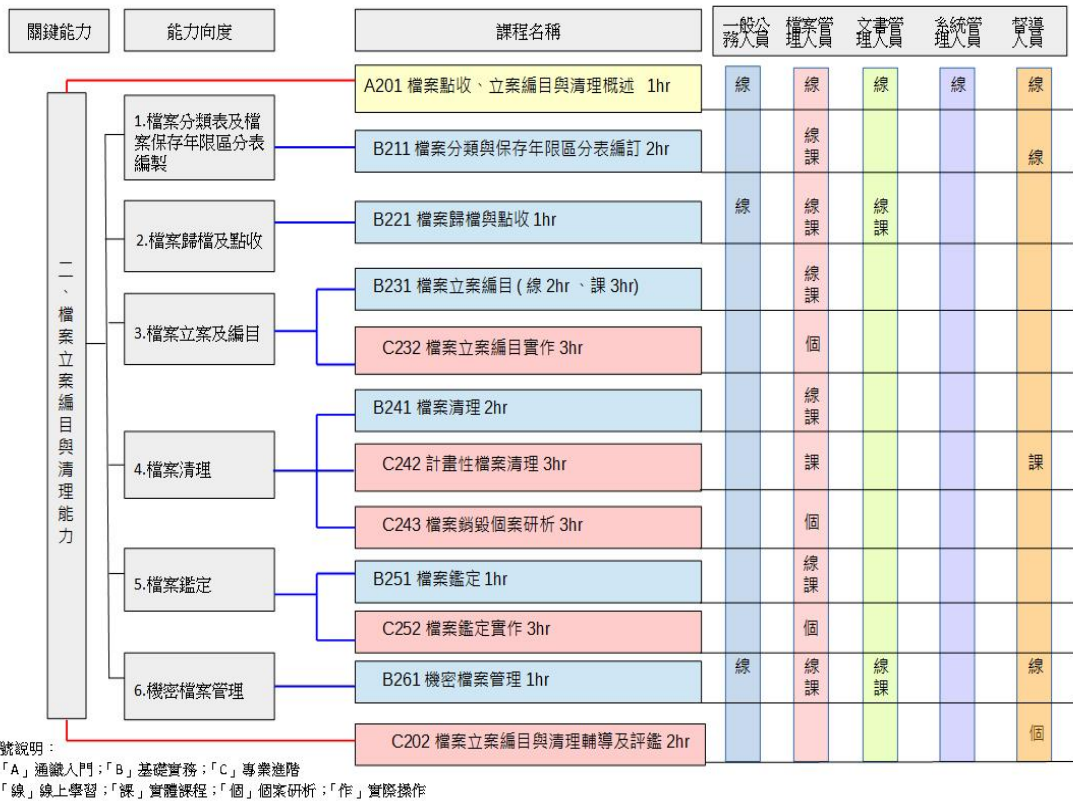 關鍵能力
能力向度
課程名稱
一般公務人員
檔案管理人員
文書管理人員
系統管理人員
督導人員
二、檔案立案編目與清理能力
A201 檔案點收、立案編目與清理概述 1hr
線
線
線
線
線
1.檔案分類表及檔
案保存年限區分表
編製
B211 檔案分類與保存年限區分表編訂 2hr
線
課
線
2.檔案歸檔及點收
B221 檔案歸檔與點收 1hr
線
線
課
線
課
3.檔案立案及編目
B231 檔案立案編目 ( 線 2hr 、課 3hr)
線
課
C232 檔案立案編目實作 3hr
個
4.檔案清理
B241 檔案清理 2hr
線
課
C242 計畫性檔案清理 3hr
課
課
C243 檔案銷毀個案研析 3hr
個
5.檔案鑑定
B251 檔案鑑定 1hr
線
課
C252 檔案鑑定實作 3hr
個
6.機密檔案管理
B261 機密檔案管理 1hr
線
線
課
線
課
線
C202 檔案立案編目與清理輔導及評鑑 2hr
個
號說明：
「A」通識入門；「B」基礎實務；「C」專業進階
「線」線上學習；「課」實體課程；「個」個案研析；「作」實際操作